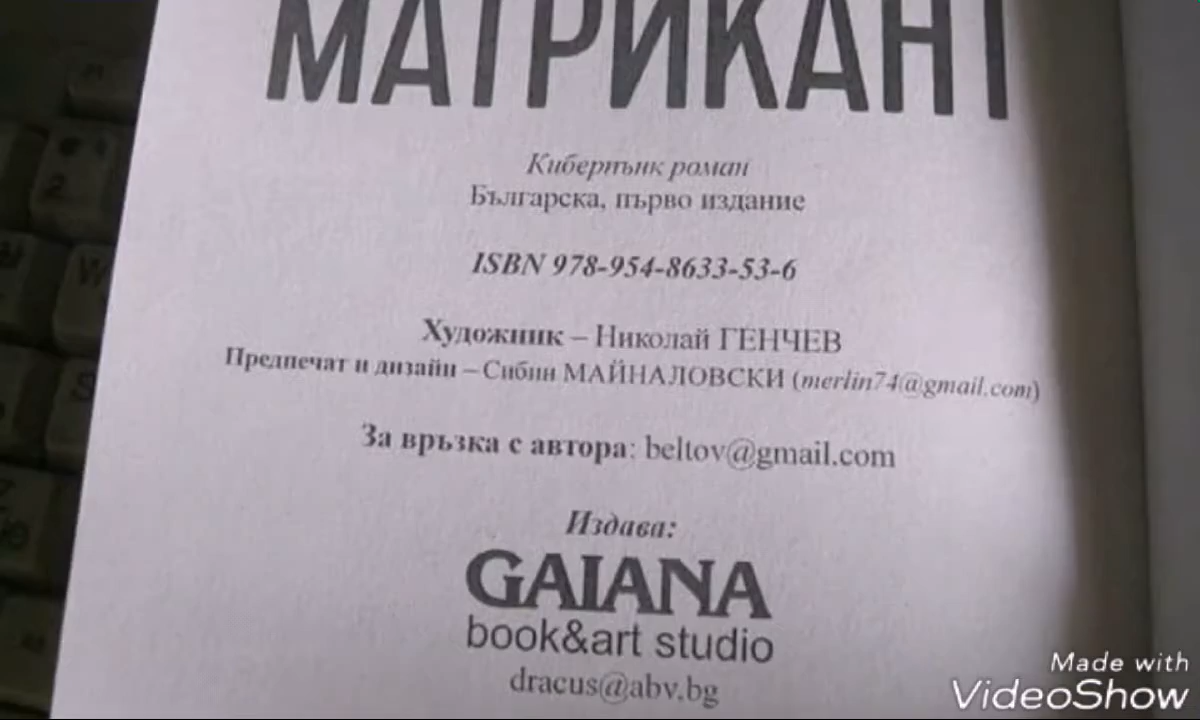 МАТРИКАНТ
Киберпънк роман
Българска, първо издание
ISBN 978-954-8633-53-6
Художник – Николай ГЕНЧЕВ
Предпечат и дизайн – Сибин МАЙНАЛОВСКИ (merlin74@gmail.com)
За връзка с автора: beltov@gmail.com
Издава:
GAIANA
book&art studio
dracus@abv.bg
Made with
VideoShow